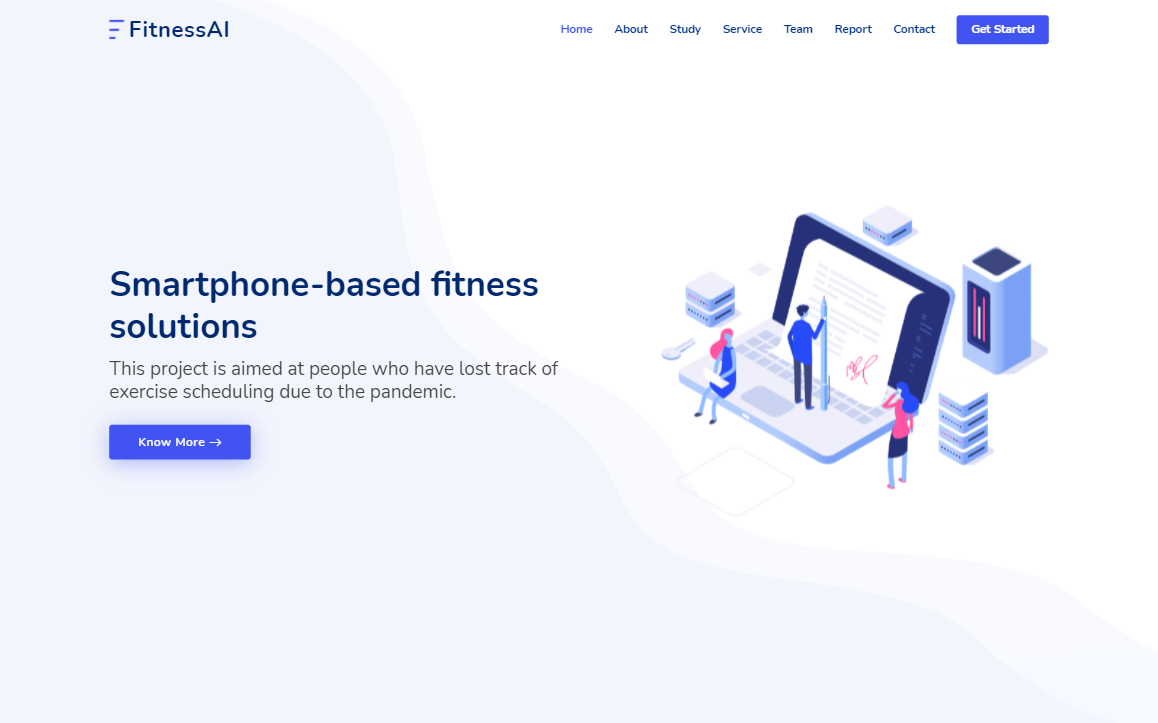 FitnessAI
Home About Study Service Team Report Contact Get Started
Smartphone-based fitness
solutions
This project is aimed at people who have lost track of
exercise scheduling due to the pandemic.
Know More →